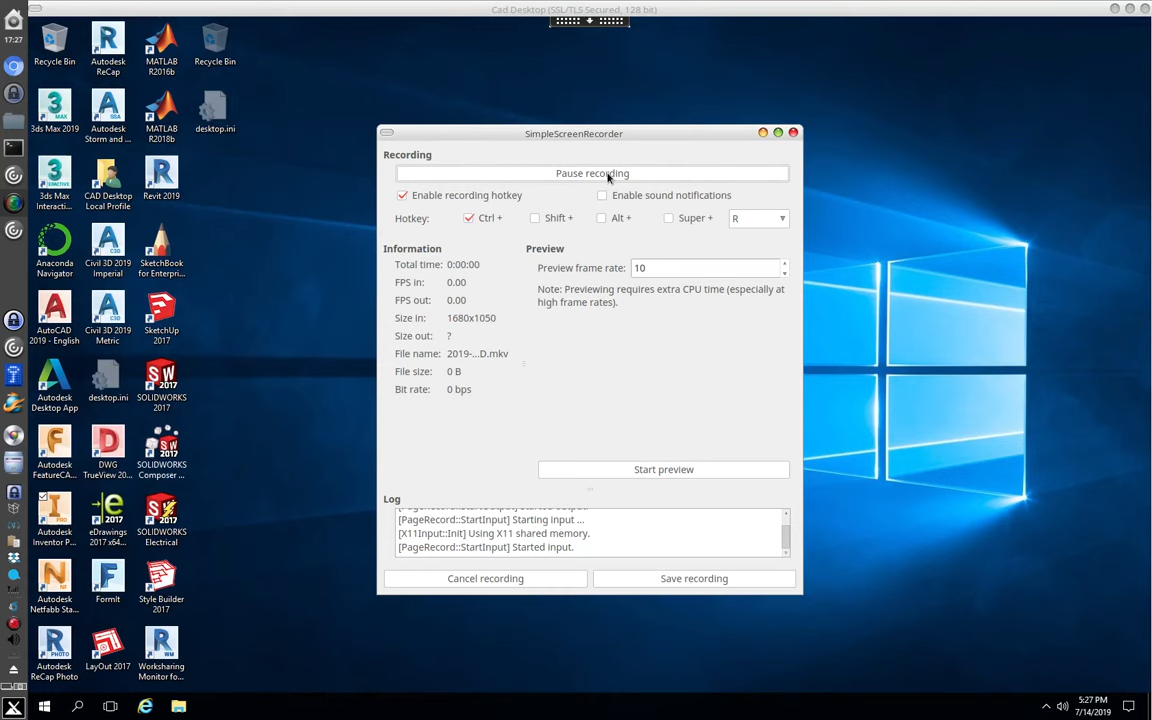 Cad Desktop (SSL/TLS Secured, 128 bit)
17:27
Recycle Bin
Autodesk ReCap
MATLAB R2016b
Recycle Bin
3ds Max 2019
Autodesk Storm and ...
MATLAB R2018b
desktop.ini
3ds Max Interacti...
CAD Desktop Local Profile
Revit 2019
Anaconda Navigator
Civil 3D 2019 Imperial
SketchBook for Enterpri...
AutoCAD 2019 - English
Civil 3D 2019 Metric
SketchUp 2017
Autodesk Desktop App
desktop.ini
SOLIDWORKS 2017
Autodesk FeatureCA...
DWG TrueView 20...
SOLIDWORKS Composer ...
Autodesk Inventor P...
eDrawings 2017 x64...
SOLIDWORKS Electrical
Autodesk Netfabb Sta...
FormIt
Style Builder 2017
Autodesk ReCap Photo
LayOut 2017
Worksharing Monitor fo...
SimpleScreenRecorder
Recording
Pause recording
Enable recording hotkey
Enable sound notifications
Hotkey: Ctrl + Shift + Alt + Super + R
Information
Total time: 0:00:00
FPS in: 0.00
FPS out: 0.00
Size in: 1680x1050
Size out: ?
File name: 2019-...D.mkv
File size: 0 B
Bit rate: 0 bps
Preview
Preview frame rate: 10
Note: Previewing requires extra CPU time (especially at
high frame rates).
Start preview
Log
[PageRecord::StartInput] Starting input ...
[X11Input::Init] Using X11 shared memory.
[PageRecord::StartInput] Started input.
Cancel recording
Save recording
5:27 PM
7/14/2019